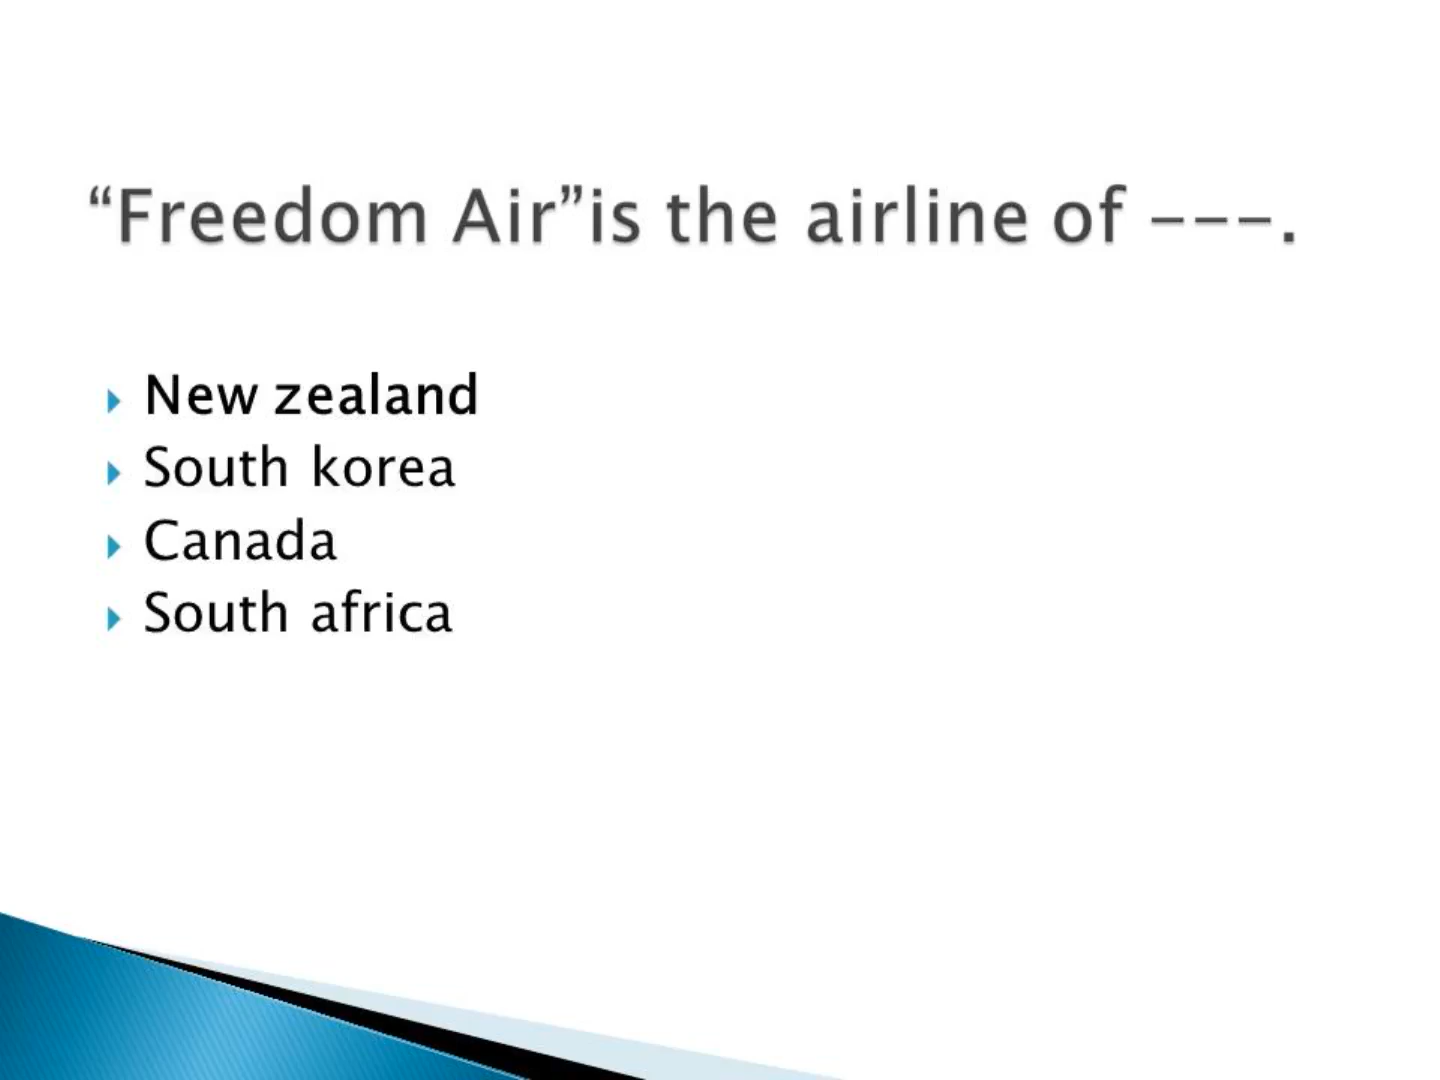 “Freedom Air”is the airline of ---.
New zealand
South korea
Canada
South africa